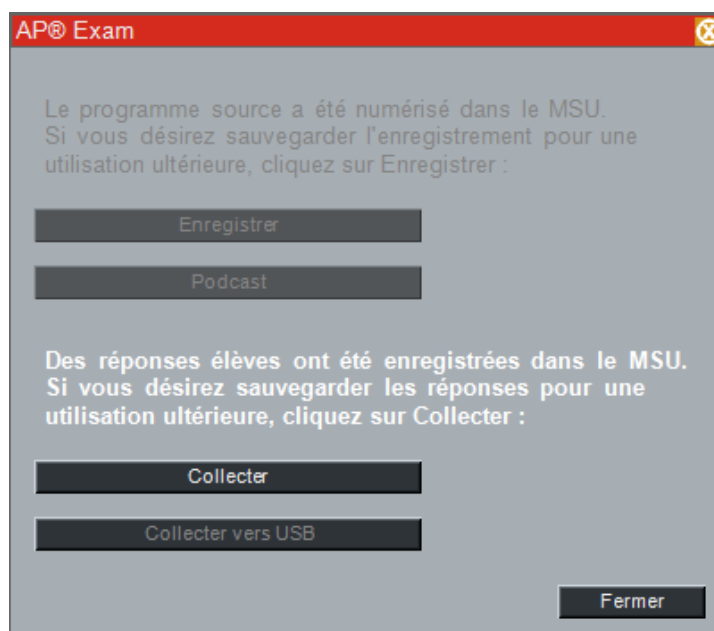 AP® Exam
Le programme source a été numérisé dans le MSU.
Si vous désirez sauvegarder l'enregistrement pour une
utilisation ultérieure, cliquez sur Enregistrer :
Enregistrer
Podcast
Des réponses élèves ont été enregistrées dans le MSU.
Si vous désirez sauvegarder les réponses pour une
utilisation ultérieure, cliquez sur Collecter :
Collecter
Collecter vers USB
Fermer